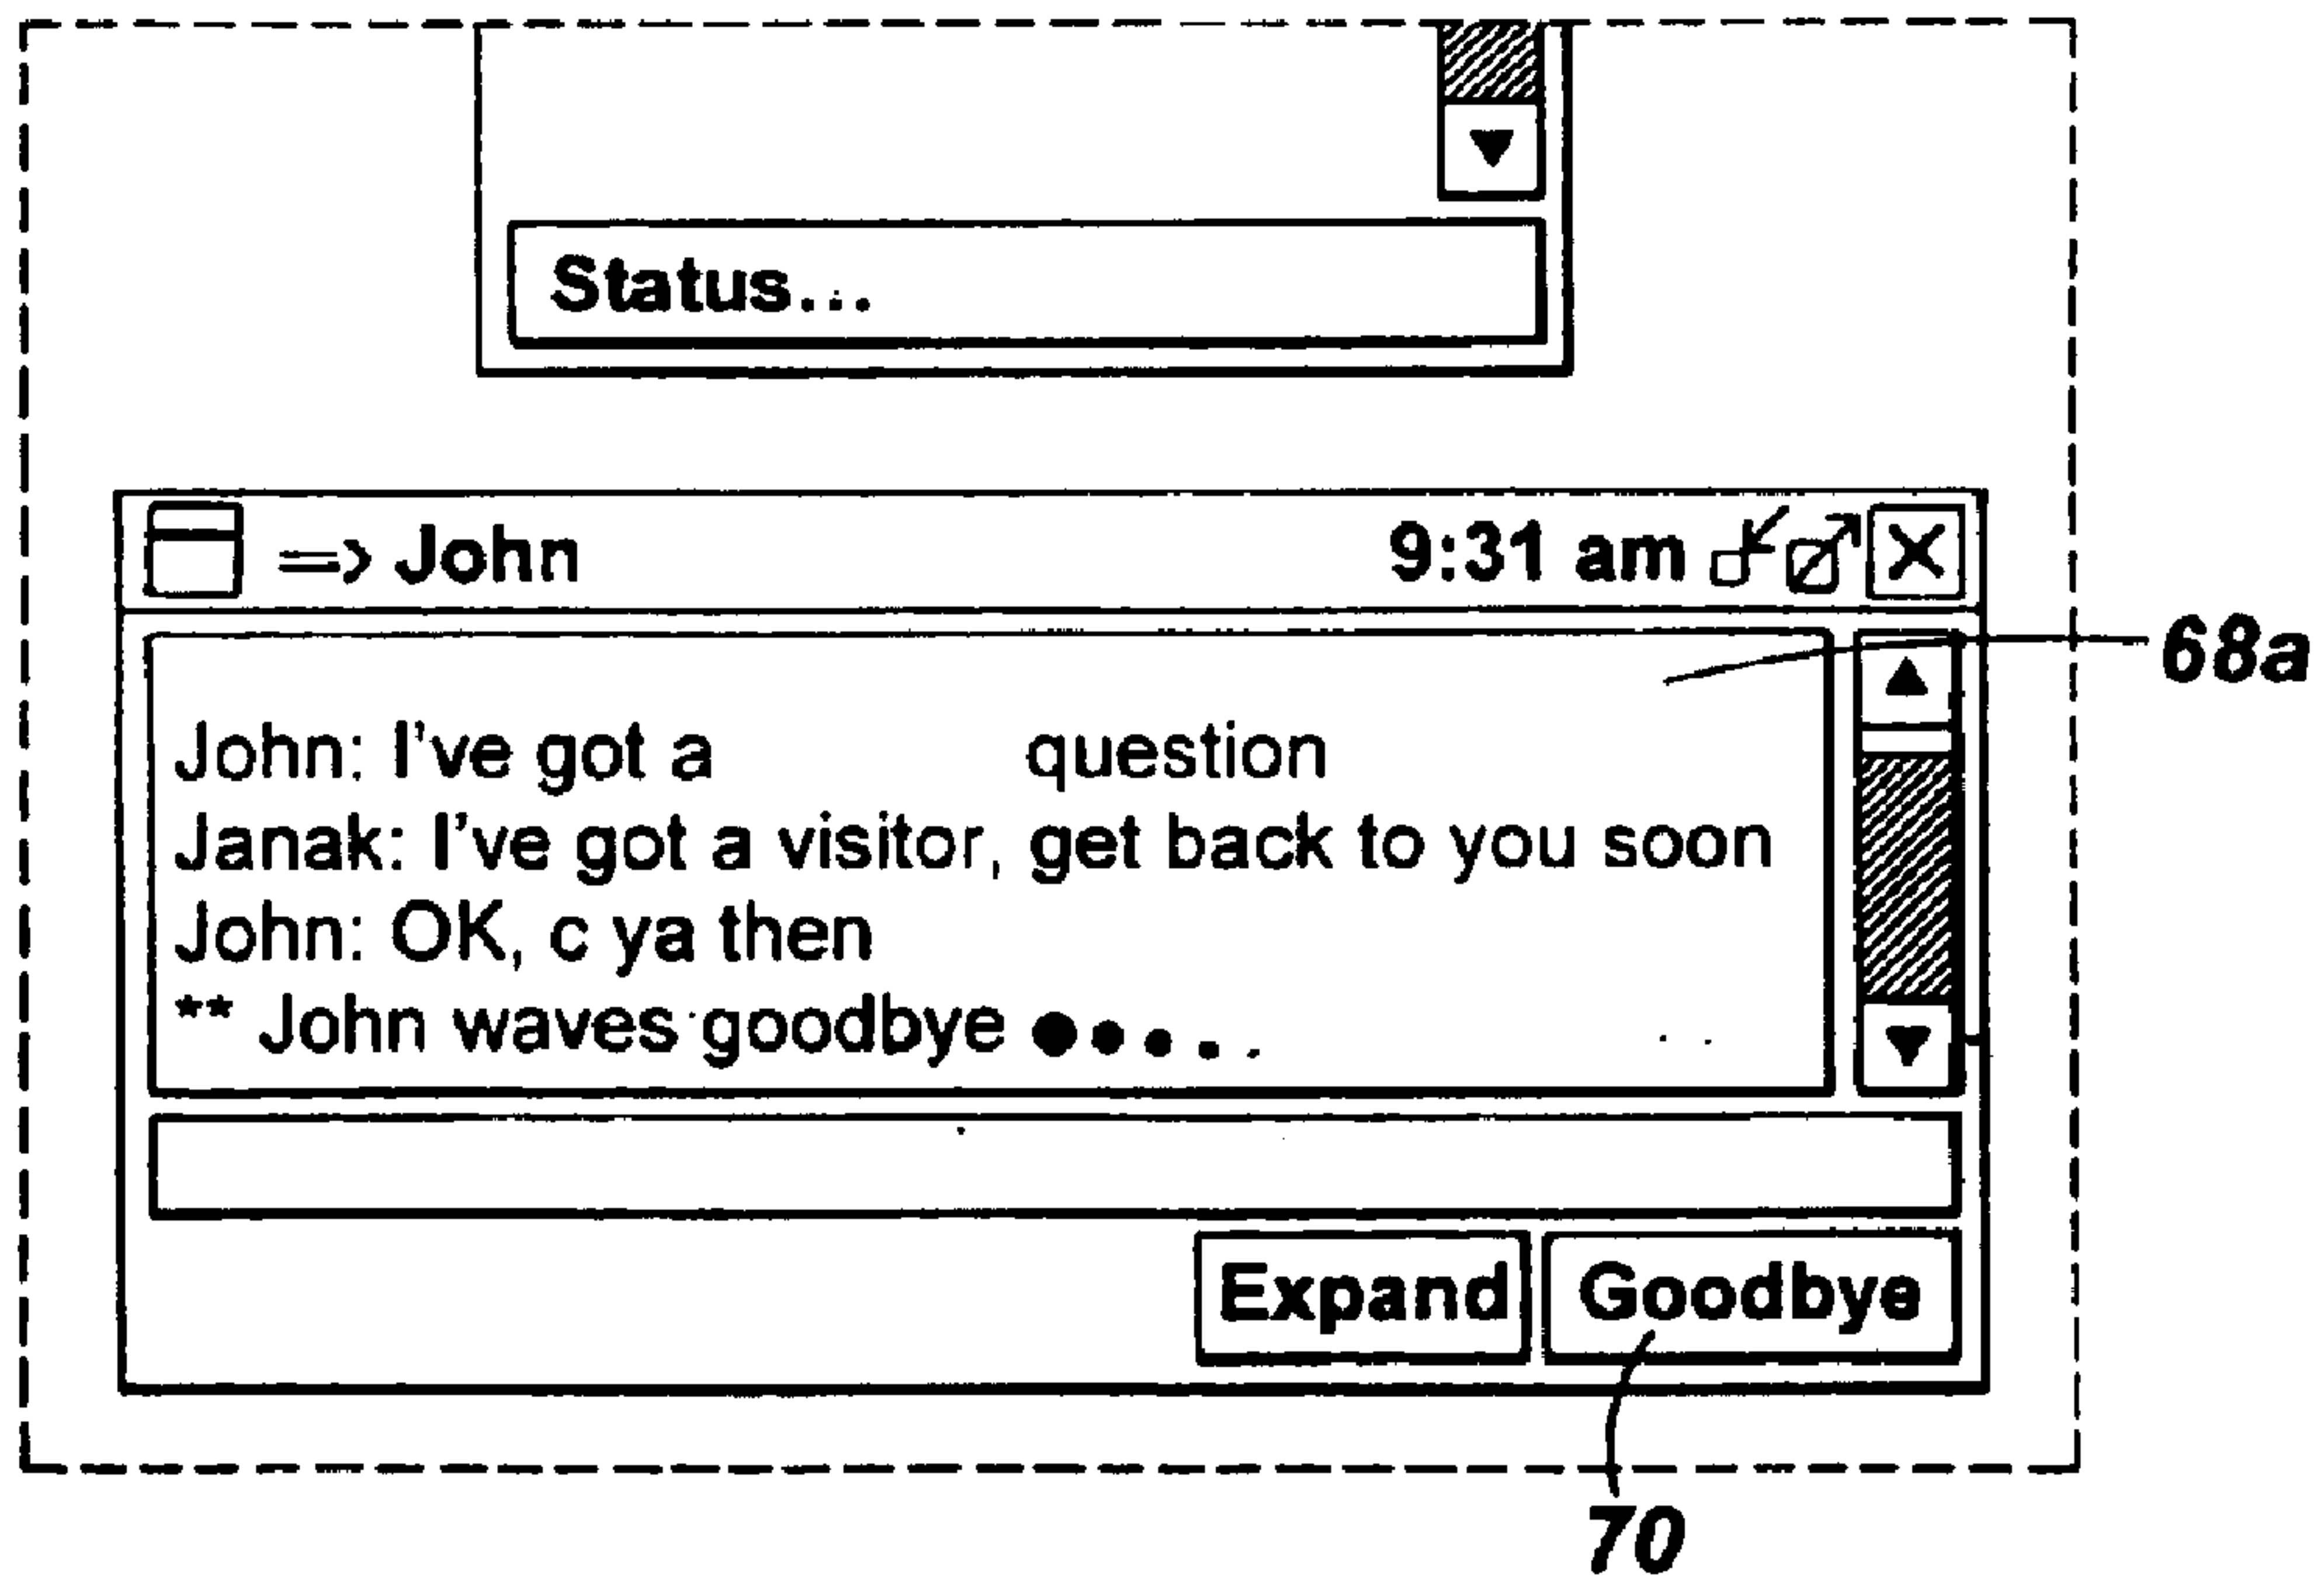 Status...
=> John 9:31 am X
68a
John: I've got a question
Janak: I've got a visitor, get back to you soon
John: OK, c ya then
** John waves goodbye
Expand Goodbye
70